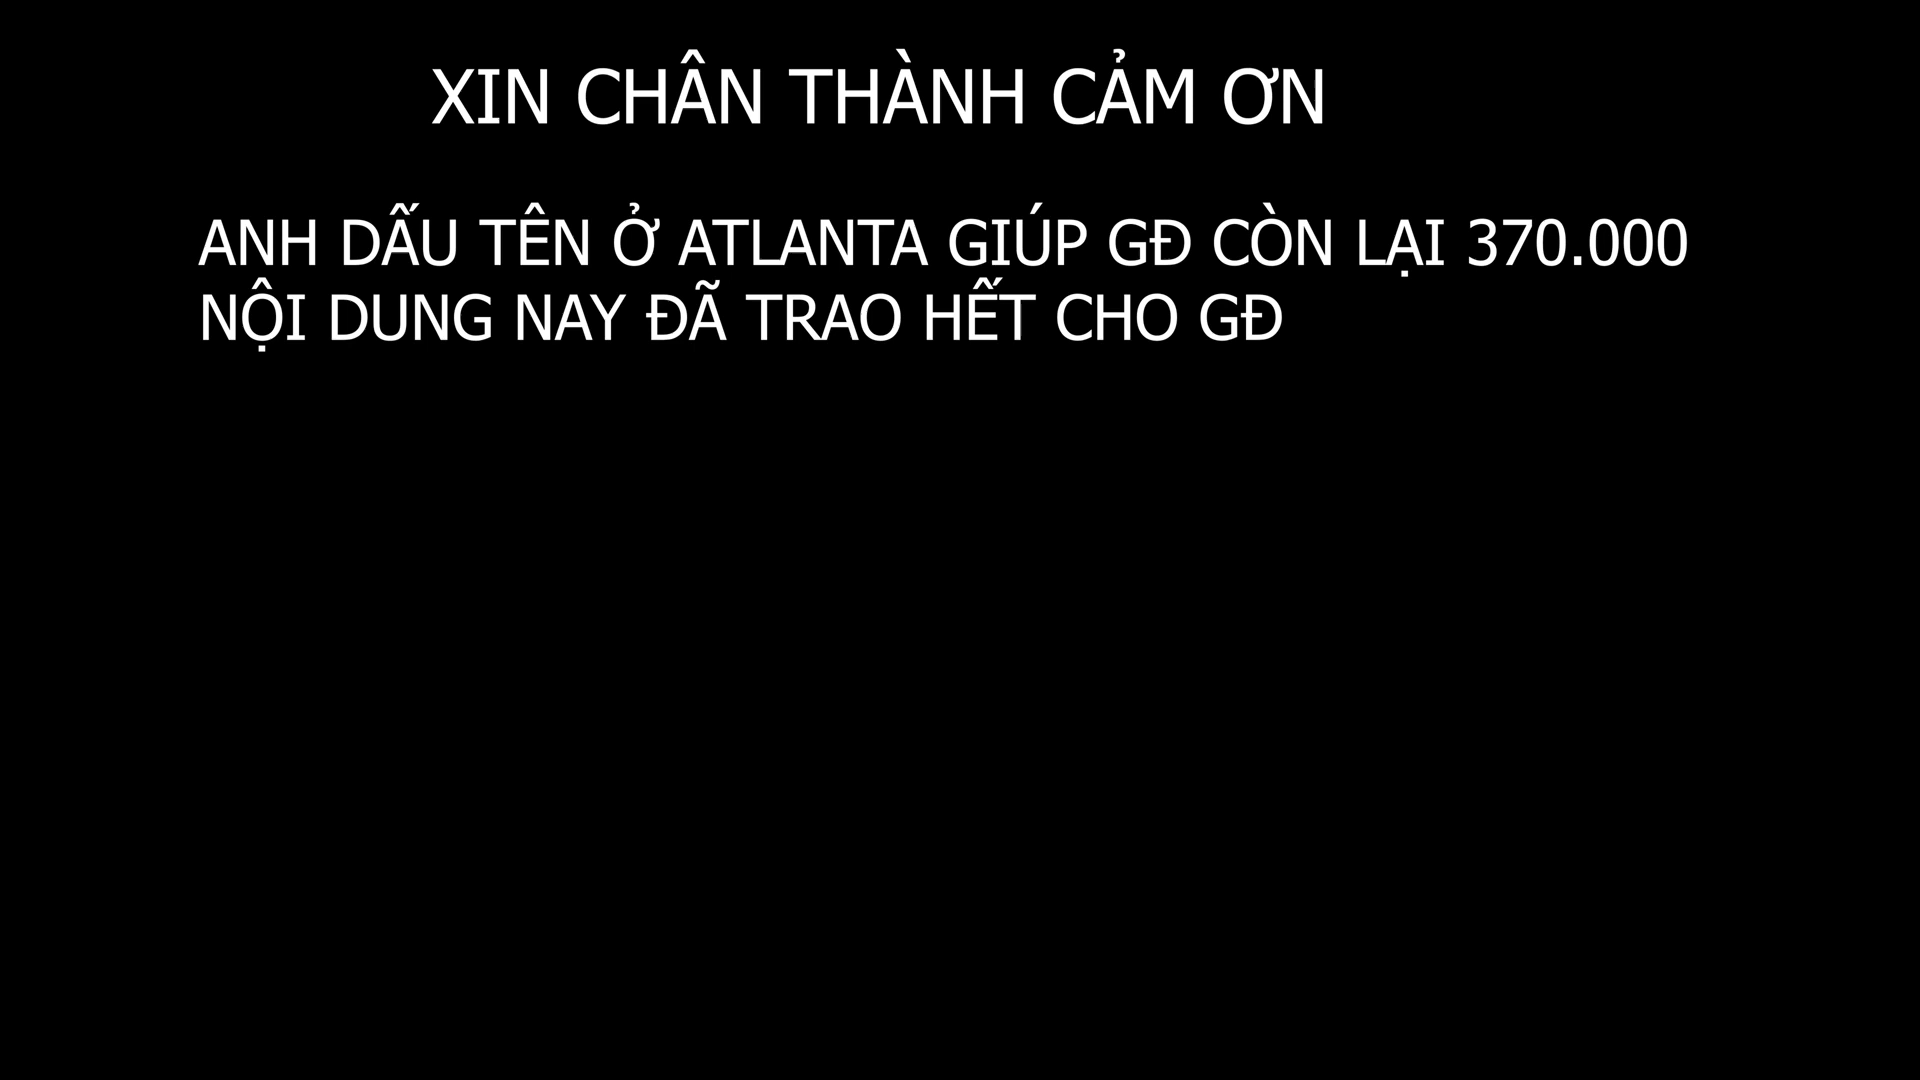 XIN CHÂN THÀNH CẢM ƠN
ANH DẤU TÊN Ở ATLANTA GIÚP GĐ CÒN LẠI 370.000
NỘI DUNG NAY ĐÃ TRAO HẾT CHO GĐ